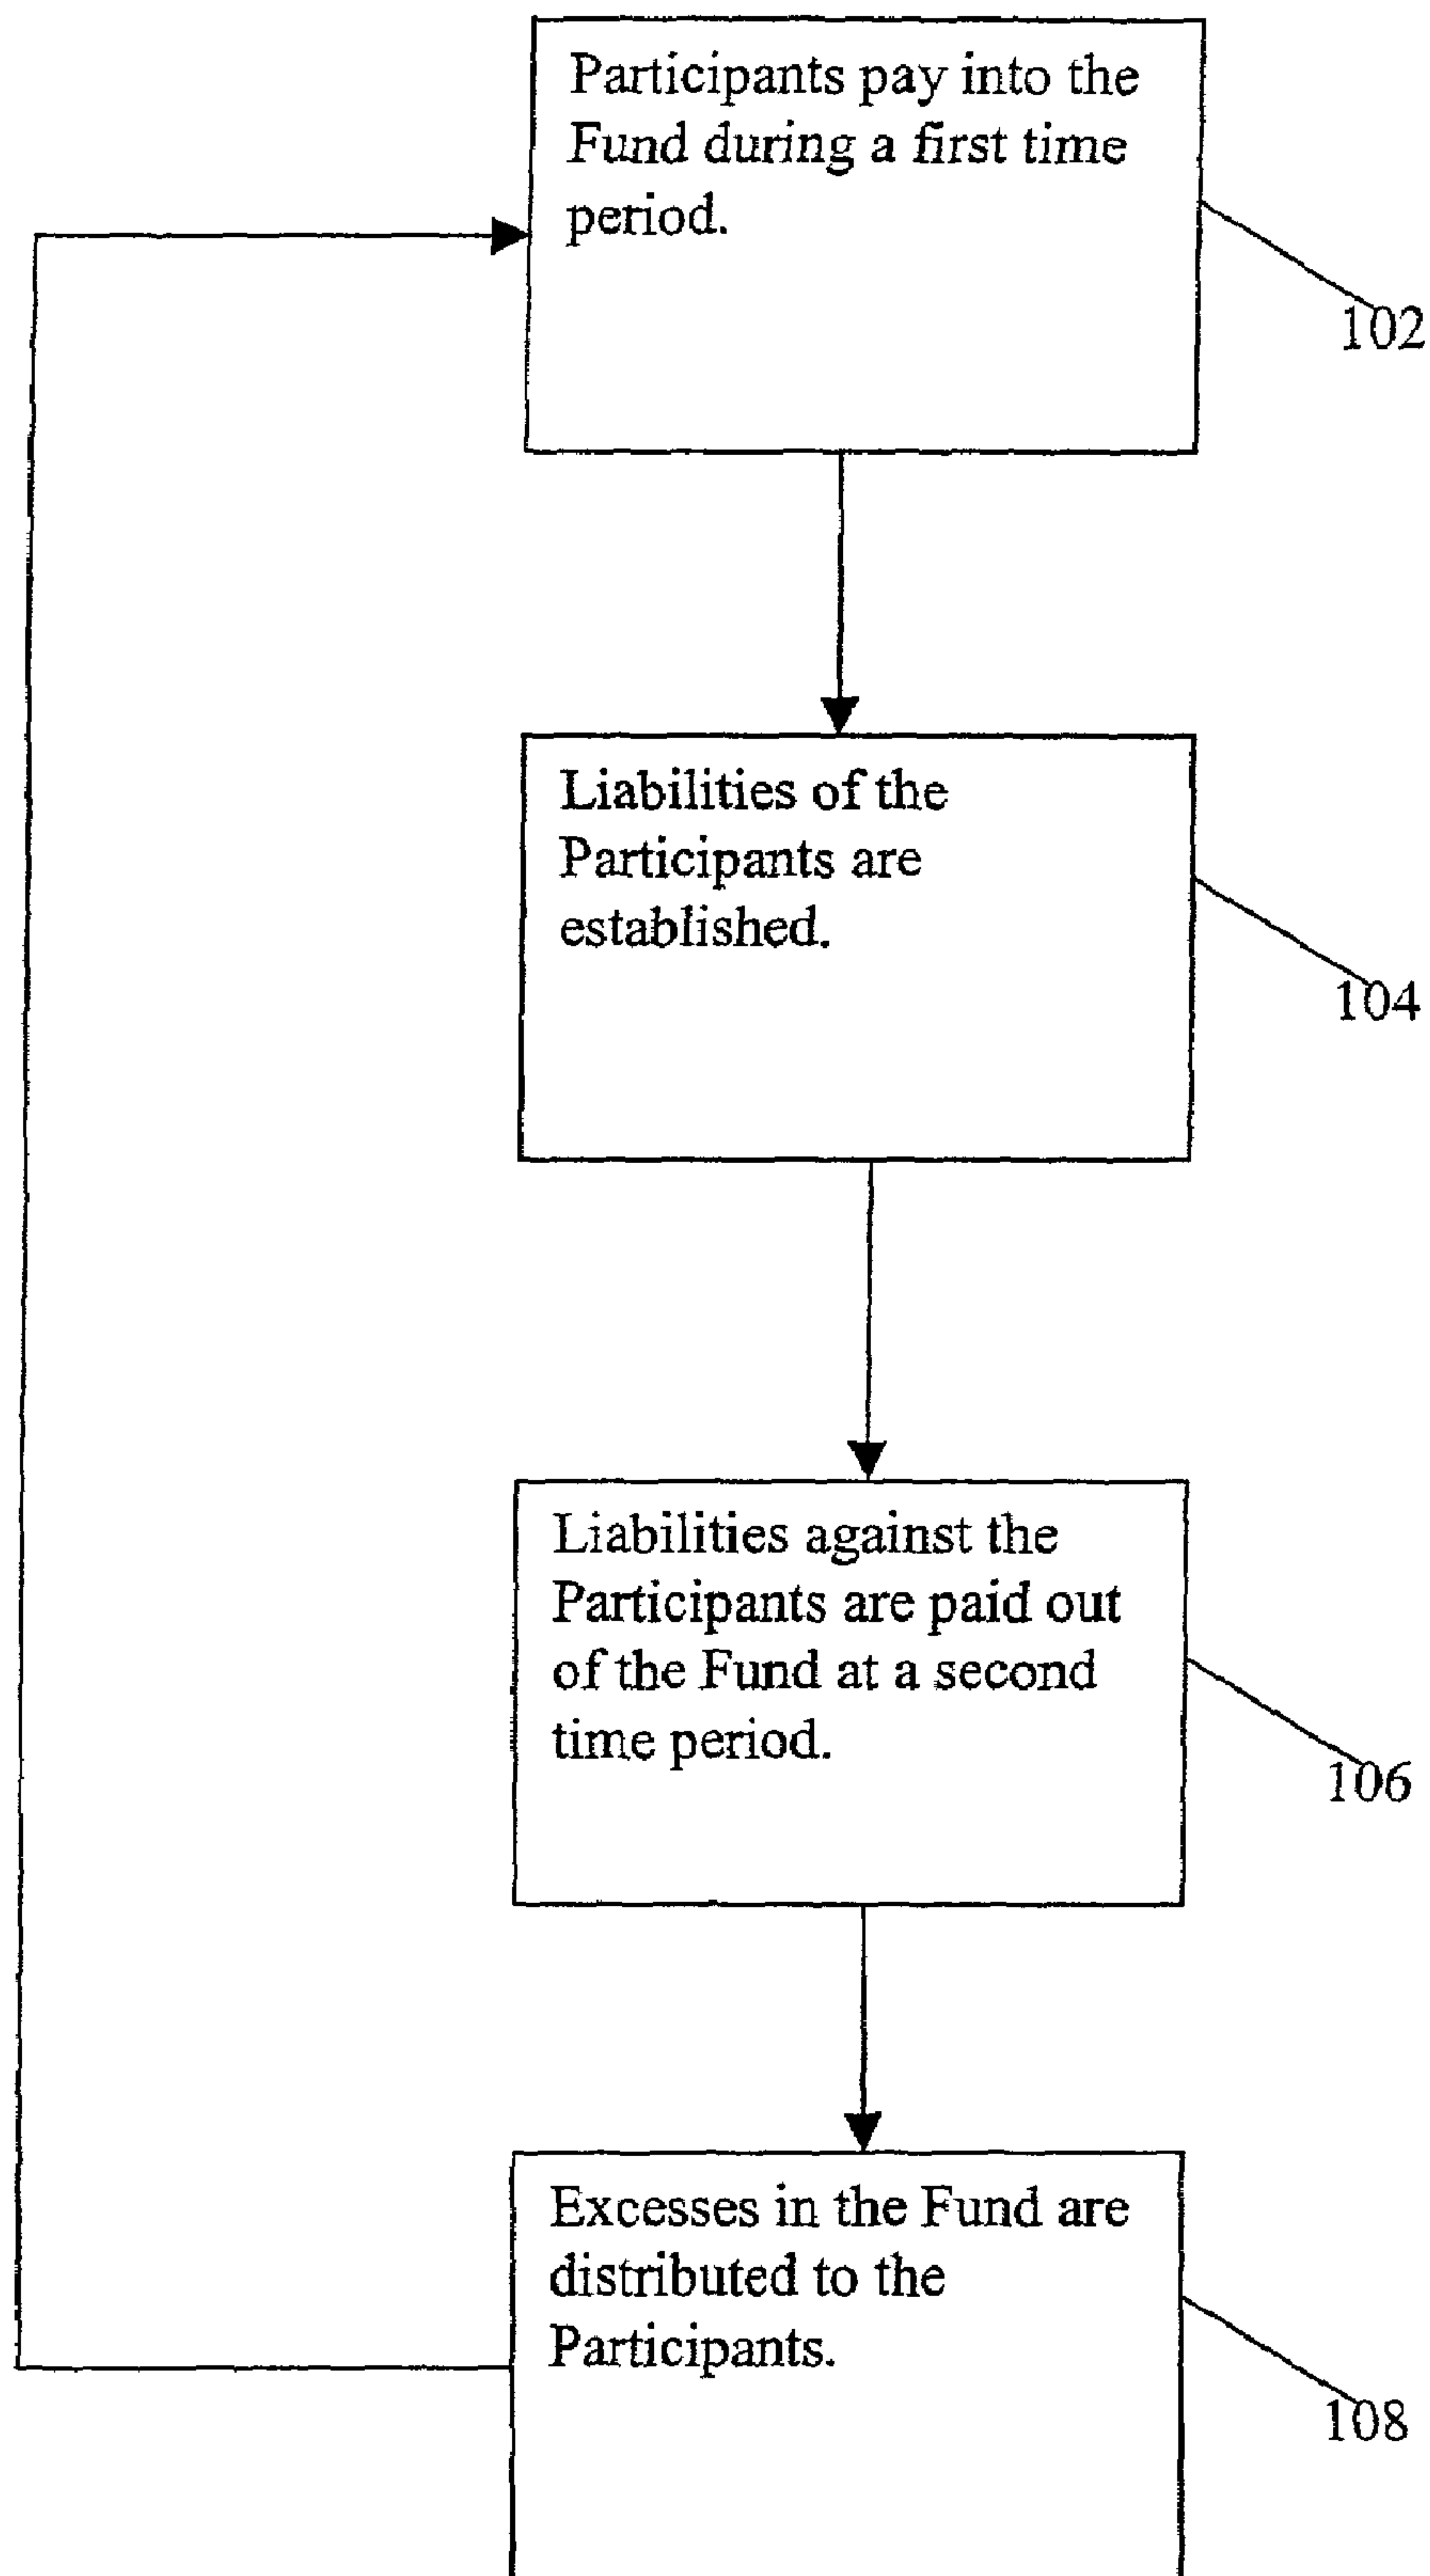 Participants pay into the
Fund during a first time
period.
102
Liabilities of the
Participants are
established.
104
Liabilities against the
Participants are paid out
of the Fund at a second
time period.
106
Excesses in the Fund are
distributed to the
Participants.
108